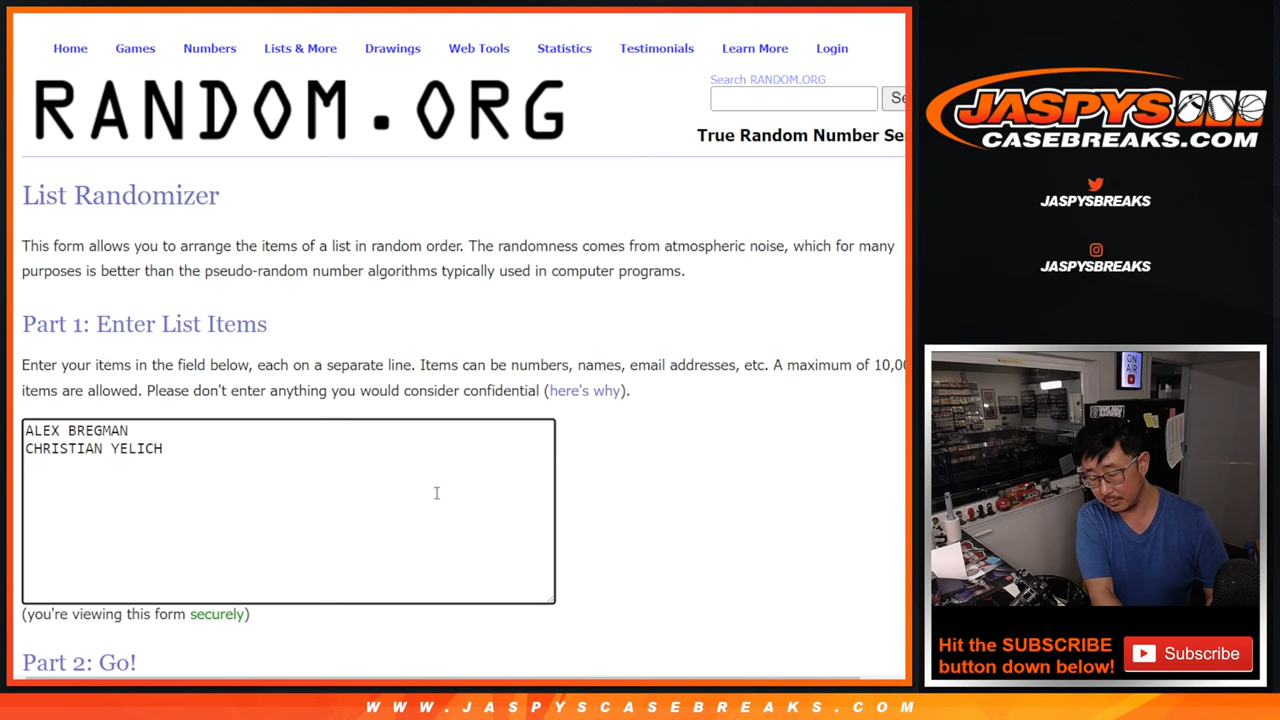 Home Games Numbers Lists & More Drawings Web Tools Statistics Testimonials Learn More Login
RANDOM.ORG
Search RANDOM.ORG
Se
True Random Number Se
List Randomizer
This form allows you to arrange the items of a list in random order. The randomness comes from atmospheric noise, which for many
purposes is better than the pseudo-random number algorithms typically used in computer programs.
Part 1: Enter List Items
Enter your items in the field below, each on a separate line. Items can be numbers, names, email addresses, etc. A maximum of 10,00
items are allowed. Please don't enter anything you would consider confidential (here's why).
ALEX BREGMAN
CHRISTIAN YELICH
(you're viewing this form securely)
Part 2: Go!
JASPYS
CASEBREAKS.COM
JASPYSBREAKS
JASPYSBREAKS
ON
AIR
Hit the SUBSCRIBE
button down below!
Subscribe
WWW.JASPYSCASEBREAKS.COM